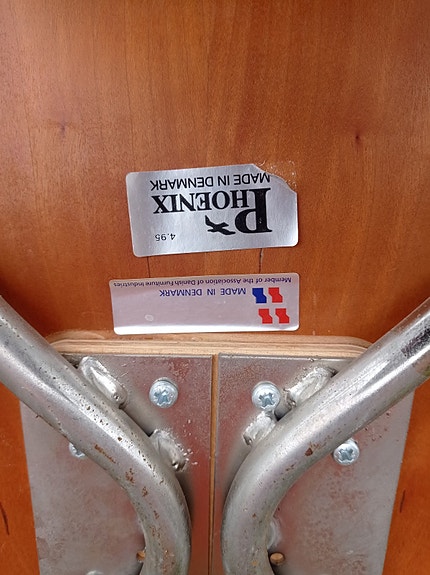 4.95
PHOENIX
MADE IN DENMARK
MADE IN DENMARK
Member of the Association of Danish Furniture Industries